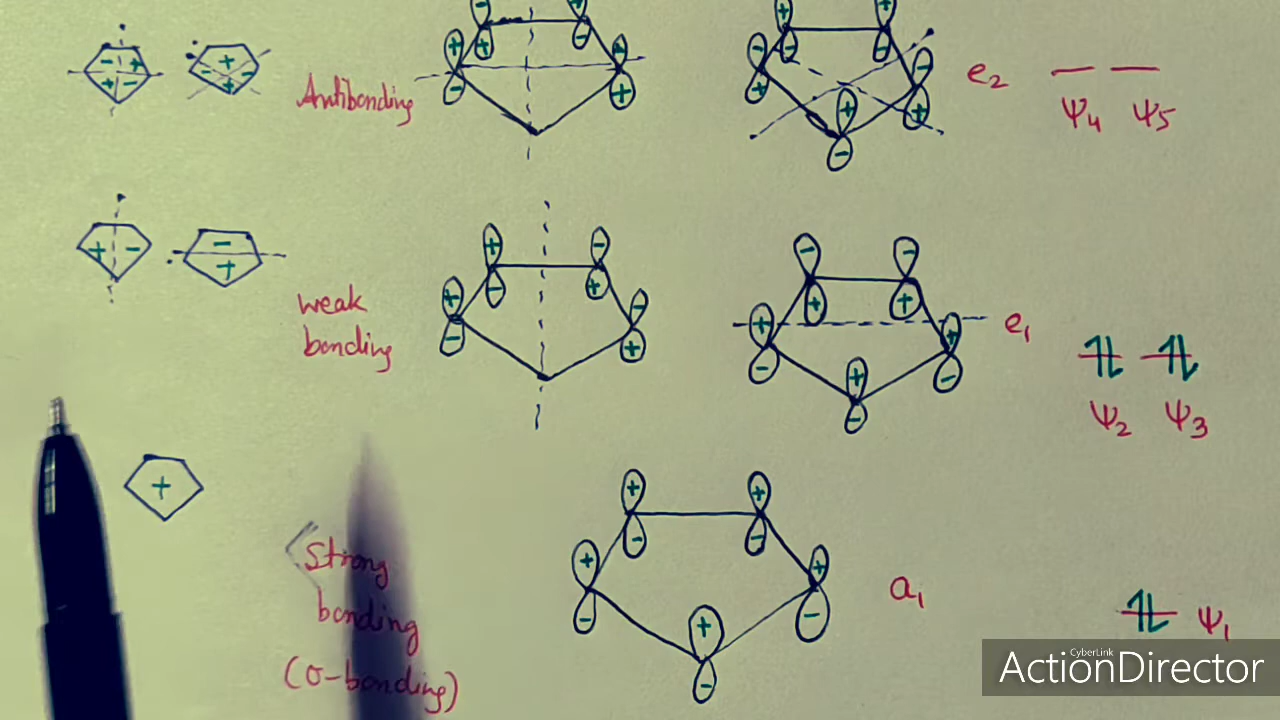 - + + -
+ - -
Antibonding
+ + - - + - +
+ - + - - + - + + -
e2
ψ4 ψ5
+ -
- +
weak bonding
+ - + - - + - +
- + - + + - + - + -
e1
ψ2 ψ3
+
Strong
bonding
(σ-bonding)
+ - + - + - + - + -
a1
ψ1
CyberLink
ActionDirector